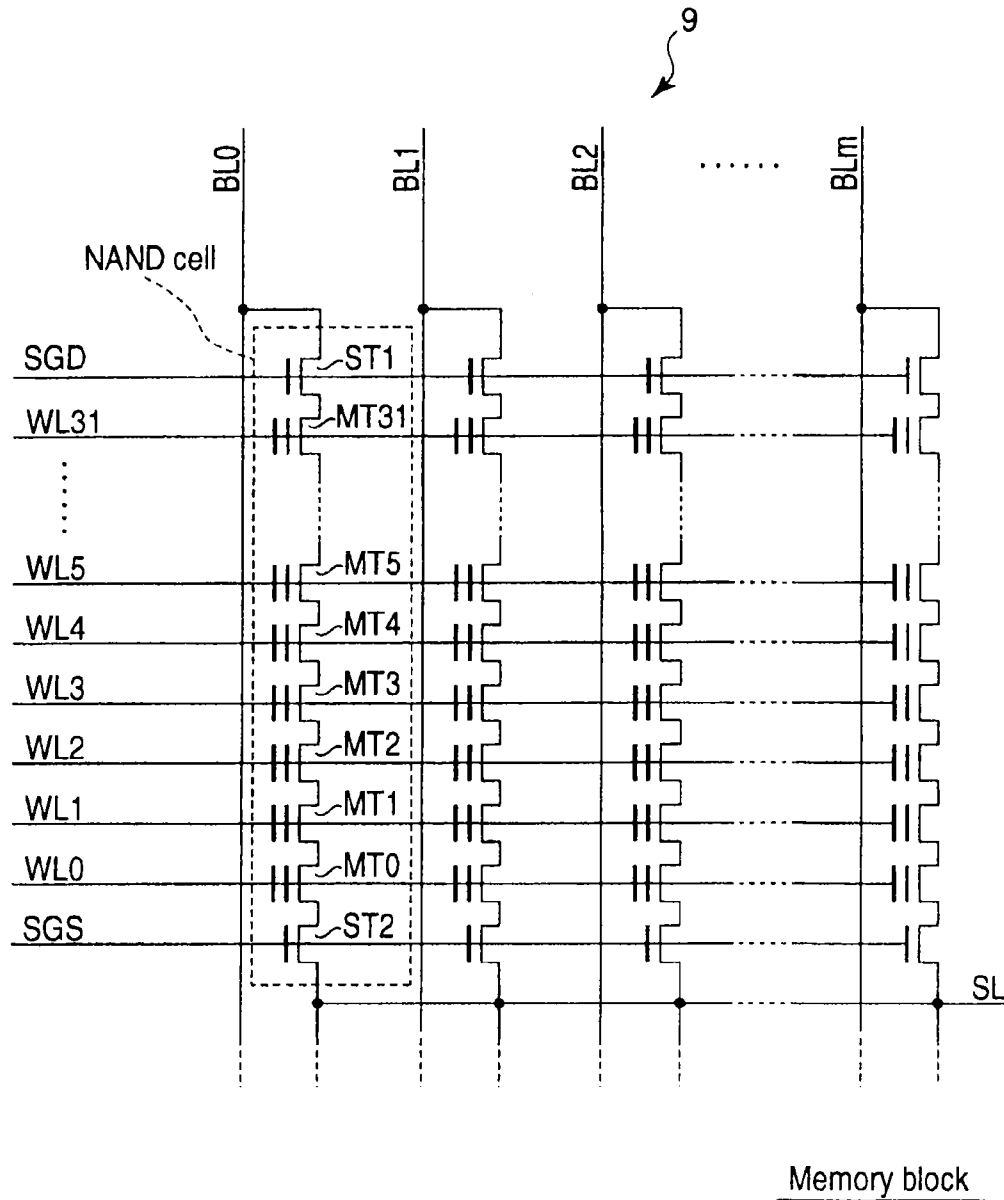 9
BL0
BL1
BL2
......
BLm
NAND cell
SGD
ST1
WL31
MT31
WL5
MT5
WL4
MT4
WL3
MT3
WL2
MT2
WL1
MT1
WL0
MT0
SGS
ST2
SL
Memory block